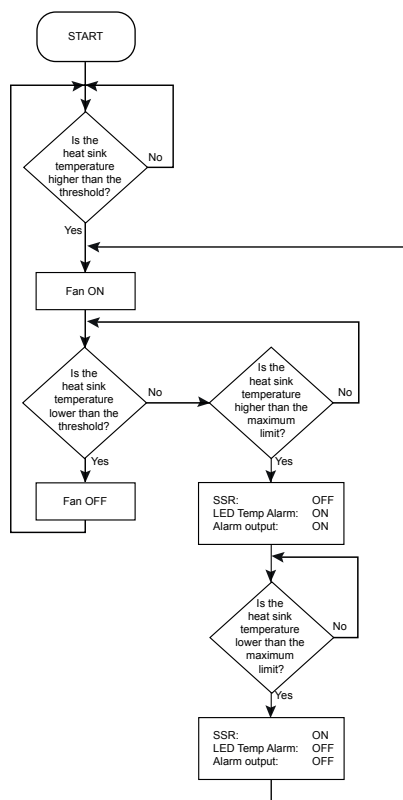 START
Is the
heat sink
temperature
higher than the
threshold?
No
Yes
Fan ON
Is the
heat sink
temperature
lower than the
threshold?
No
Is the
heat sink
temperature
higher than the
maximum
limit?
No
Yes
Yes
Fan OFF
SSR: OFF
LED Temp Alarm: ON
Alarm output: ON
Is the
heat sink
temperature
lower than the
maximum
limit?
No
Yes
SSR: ON
LED Temp Alarm: OFF
Alarm output: OFF